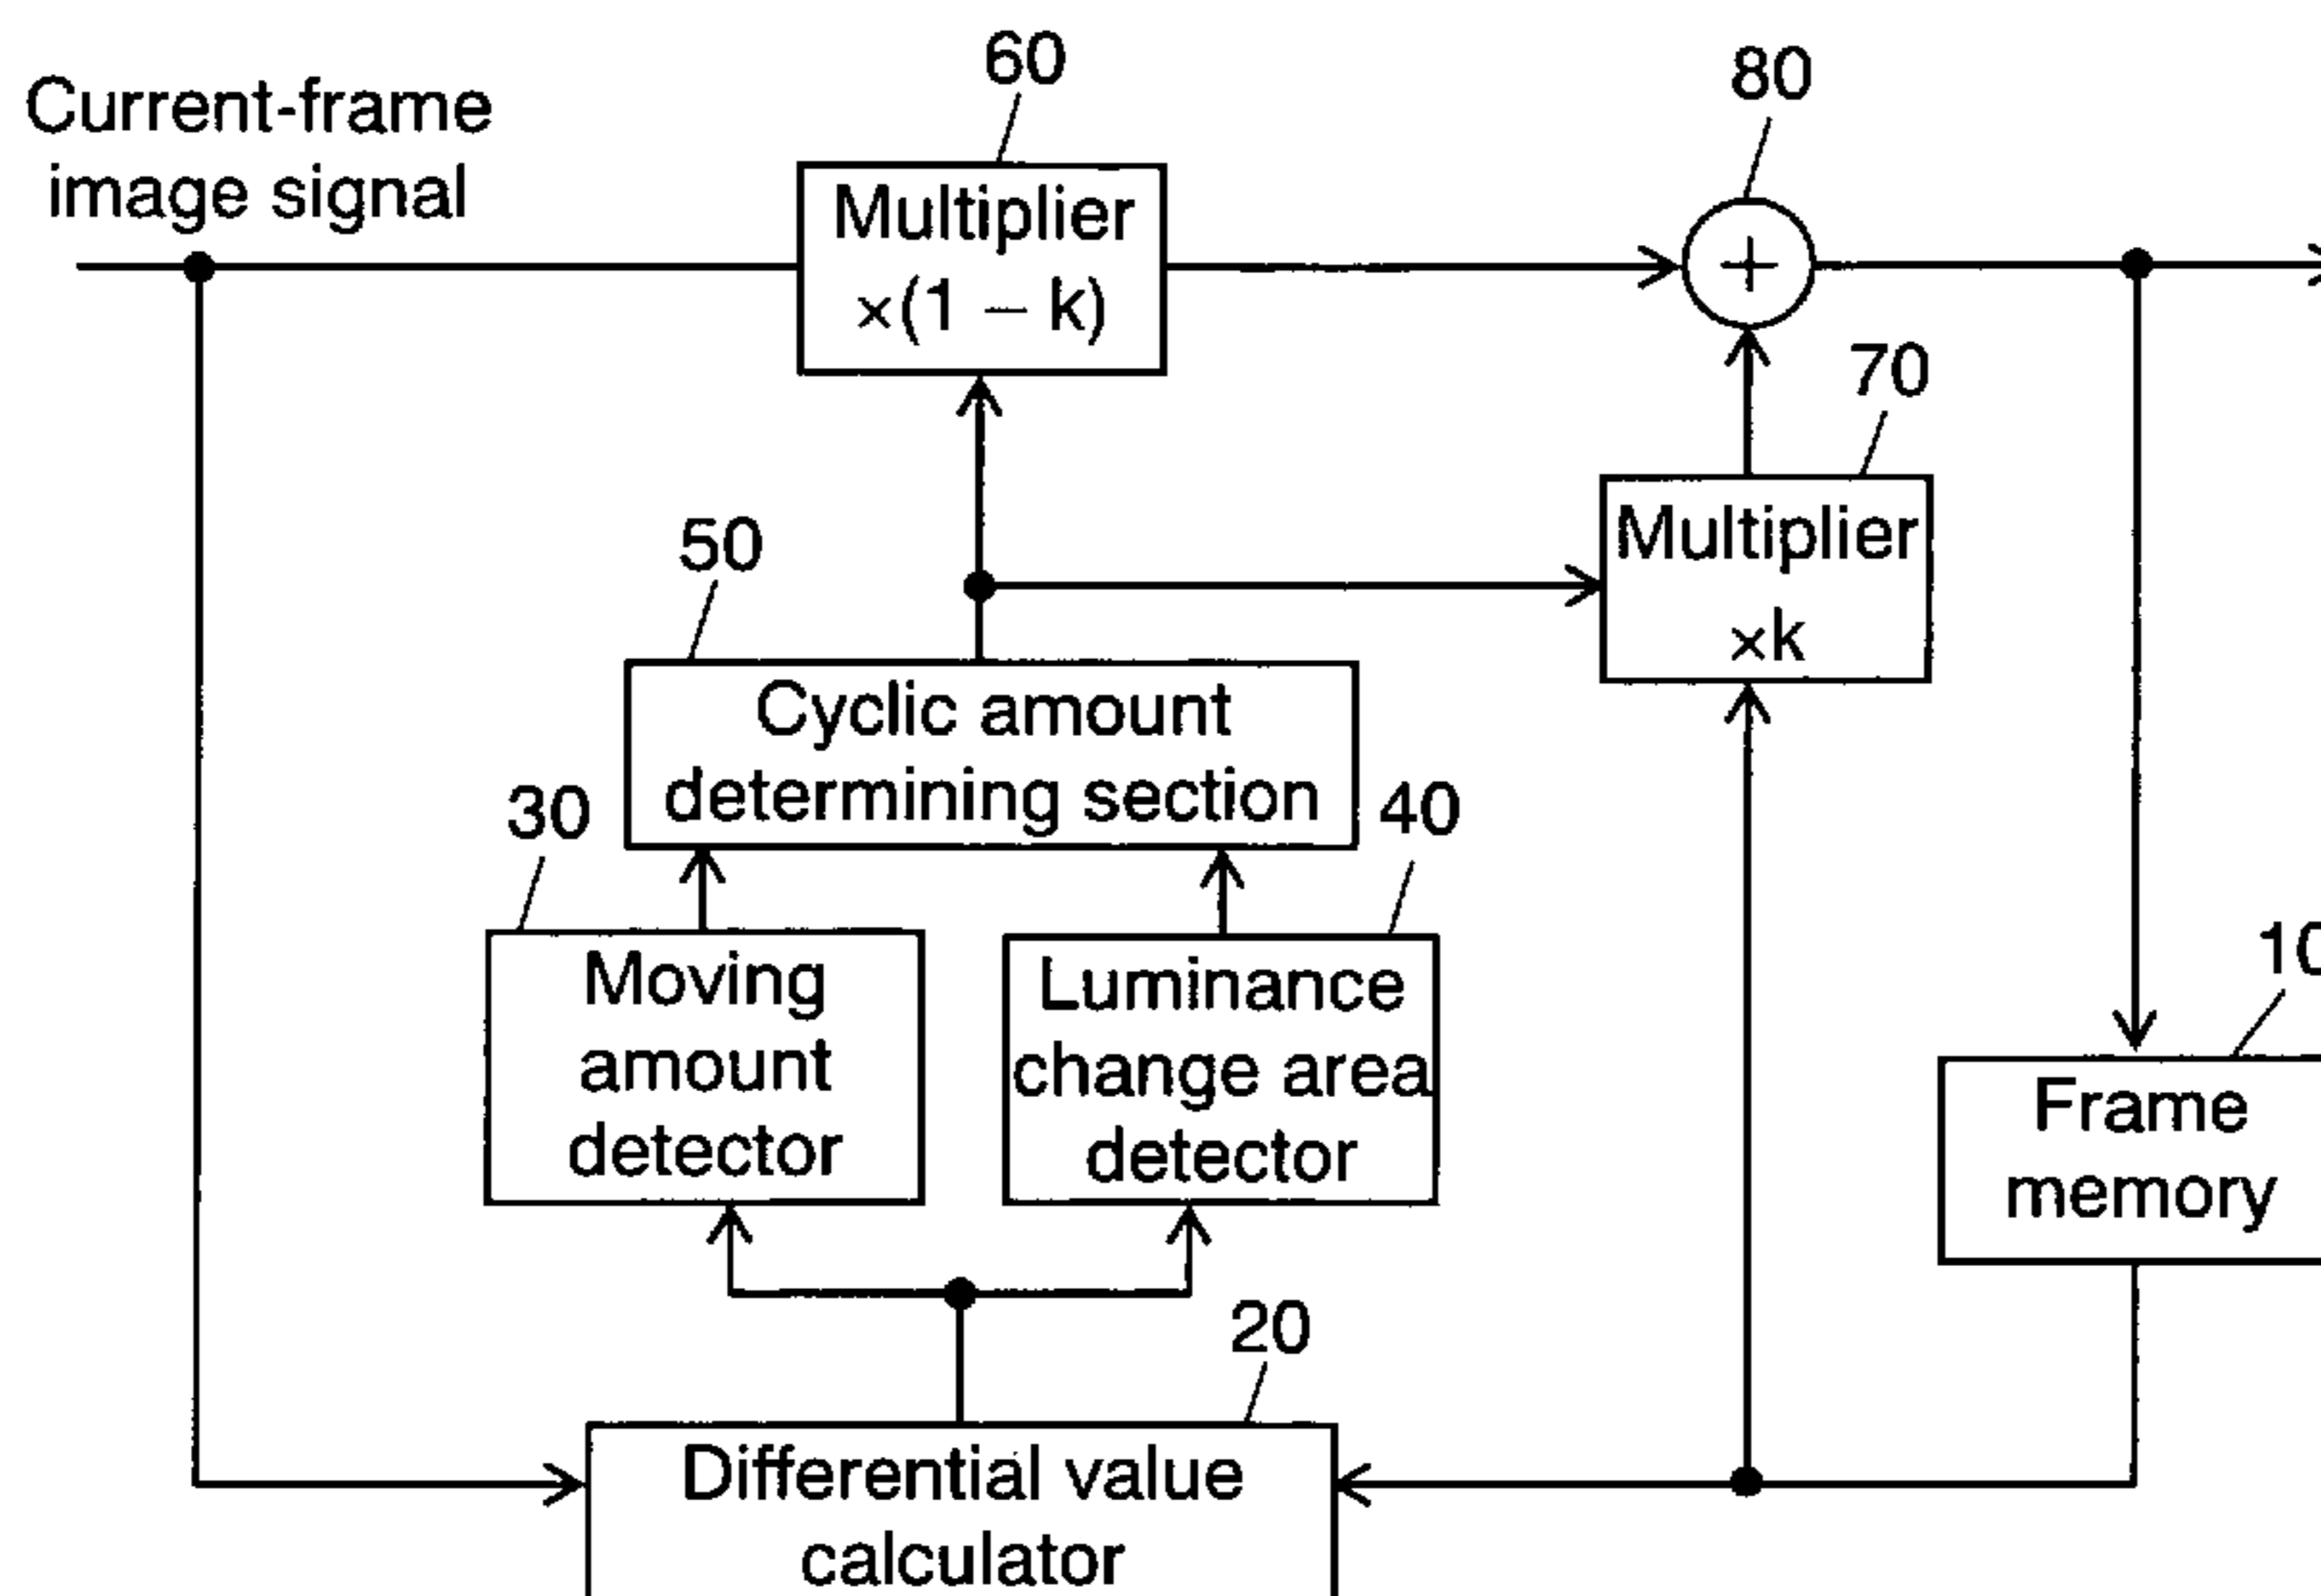 60
80
Current-frame
image signal
Multiplier
×(1 − k)
+
70
Multiplier
×k
50
Cyclic amount
determining section
30
40
Moving
amount
detector
Luminance
change area
detector
10
Frame
memory
20
Differential value
calculator